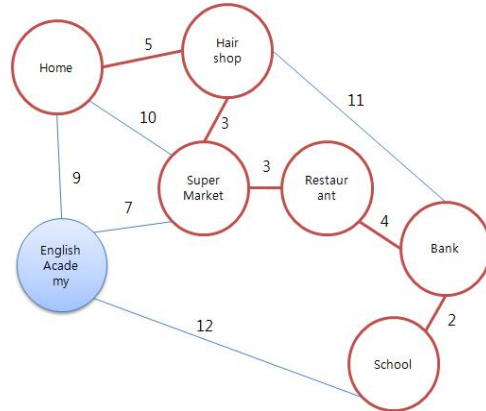 5
Hair
shop
Home
11
10
3
3
Super
Market
Restaur
ant
9
7
4
English
Acade
my
Bank
12
2
School